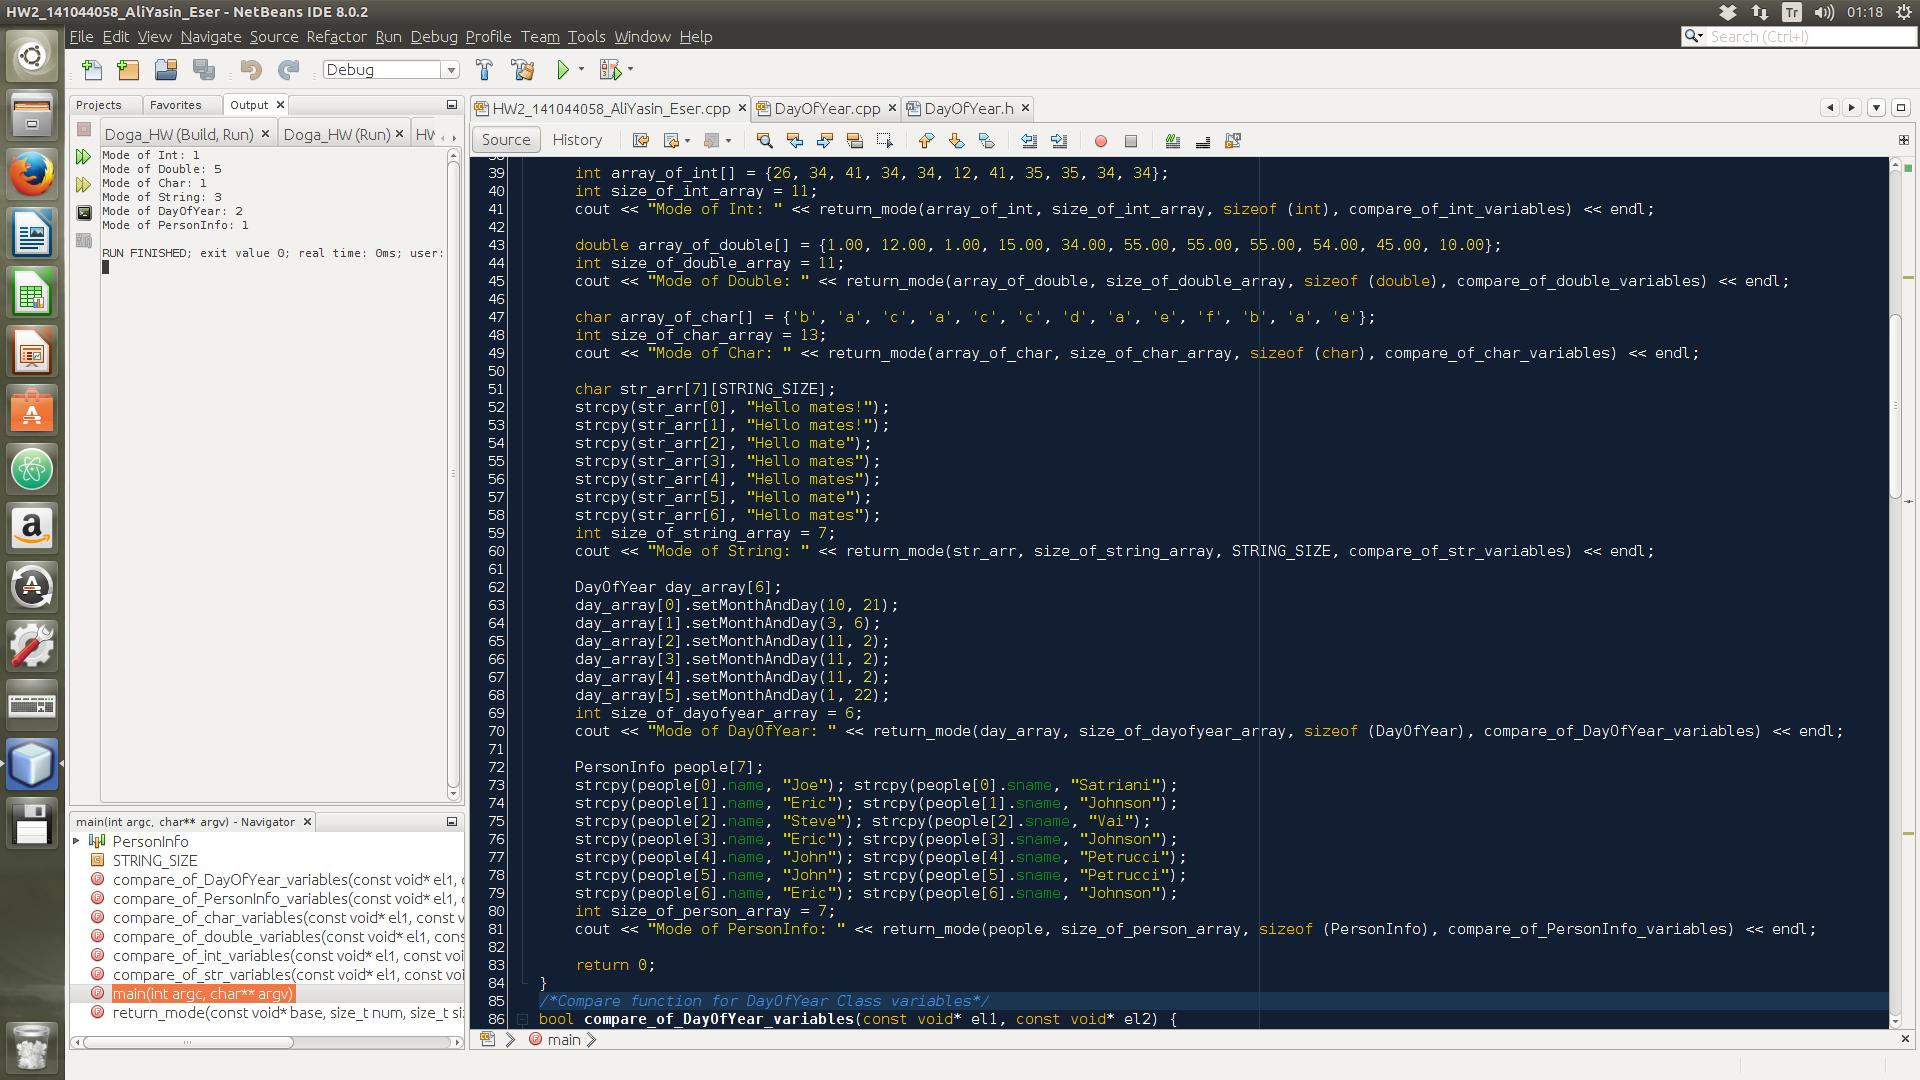 HW2_141044058_AliYasin_Eser - NetBeans IDE 8.0.2
Tr
01:18
File Edit View Navigate Source Refactor Run Debug Profile Team Tools Window Help
Search (Ctrl+I)
Debug
Projects Favorites Output
Doga_HW (Build, Run) Doga_HW (Run) HW
Mode of Int: 1
Mode of Double: 5
Mode of Char: 1
Mode of String: 3
Mode of DayOfYear: 2
Mode of PersonInfo: 1
RUN FINISHED; exit value 0; real time: 0ms; user:
main(int argc, char** argv) - Navigator
PersonInfo
STRING_SIZE
compare_of_DayOfYear_variables(const void* el1, c
compare_of_PersonInfo_variables(const void* el1, c
compare_of_char_variables(const void* el1, const v
compare_of_double_variables(const void* el1, cons
compare_of_int_variables(const void* el1, const voi
compare_of_str_variables(const void* el1, const voi
main(int argc, char** argv)
return_mode(const void* base, size_t num, size_t siz
HW2_141044058_AliYasin_Eser.cpp DayOfYear.cpp DayOfYear.h
Source History
39 int array_of_int[] = {26, 34, 41, 34, 34, 12, 41, 35, 35, 34, 34};
40 int size_of_int_array = 11;
41 cout << "Mode of Int: " << return_mode(array_of_int, size_of_int_array, sizeof (int), compare_of_int_variables) << endl;
42
43 double array_of_double[] = {1.00, 12.00, 1.00, 15.00, 34.00, 55.00, 55.00, 55.00, 54.00, 45.00, 10.00};
44 int size_of_double_array = 11;
45 cout << "Mode of Double: " << return_mode(array_of_double, size_of_double_array, sizeof (double), compare_of_double_variables) << endl;
46
47 char array_of_char[] = {'b', 'a', 'c', 'a', 'c', 'c', 'd', 'a', 'e', 'f', 'b', 'a', 'e'};
48 int size_of_char_array = 13;
49 cout << "Mode of Char: " << return_mode(array_of_char, size_of_char_array, sizeof (char), compare_of_char_variables) << endl;
50
51 char str_arr[7][STRING_SIZE];
52 strcpy(str_arr[0], "Hello mates!");
53 strcpy(str_arr[1], "Hello mates!");
54 strcpy(str_arr[2], "Hello mate");
55 strcpy(str_arr[3], "Hello mates");
56 strcpy(str_arr[4], "Hello mates");
57 strcpy(str_arr[5], "Hello mate");
58 strcpy(str_arr[6], "Hello mates");
59 int size_of_string_array = 7;
60 cout << "Mode of String: " << return_mode(str_arr, size_of_string_array, STRING_SIZE, compare_of_str_variables) << endl;
61
62 DayOfYear day_array[6];
63 day_array[0].setMonthAndDay(10, 21);
64 day_array[1].setMonthAndDay(3, 6);
65 day_array[2].setMonthAndDay(11, 2);
66 day_array[3].setMonthAndDay(11, 2);
67 day_array[4].setMonthAndDay(11, 2);
68 day_array[5].setMonthAndDay(1, 22);
69 int size_of_dayofyear_array = 6;
70 cout << "Mode of DayOfYear: " << return_mode(day_array, size_of_dayofyear_array, sizeof (DayOfYear), compare_of_DayOfYear_variables) << endl;
71
72 PersonInfo people[7];
73 strcpy(people[0].name, "Joe"); strcpy(people[0].sname, "Satriani");
74 strcpy(people[1].name, "Eric"); strcpy(people[1].sname, "Johnson");
75 strcpy(people[2].name, "Steve"); strcpy(people[2].sname, "Vai");
76 strcpy(people[3].name, "Eric"); strcpy(people[3].sname, "Johnson");
77 strcpy(people[4].name, "John"); strcpy(people[4].sname, "Petrucci");
78 strcpy(people[5].name, "John"); strcpy(people[5].sname, "Petrucci");
79 strcpy(people[6].name, "Eric"); strcpy(people[6].sname, "Johnson");
80 int size_of_person_array = 7;
81 cout << "Mode of PersonInfo: " << return_mode(people, size_of_person_array, sizeof (PersonInfo), compare_of_PersonInfo_variables) << endl;
82
83 return 0;
84 }
85 /*Compare function for DayOfYear Class variables*/
86 bool compare_of_DayOfYear_variables(const void* el1, const void* el2) {
main